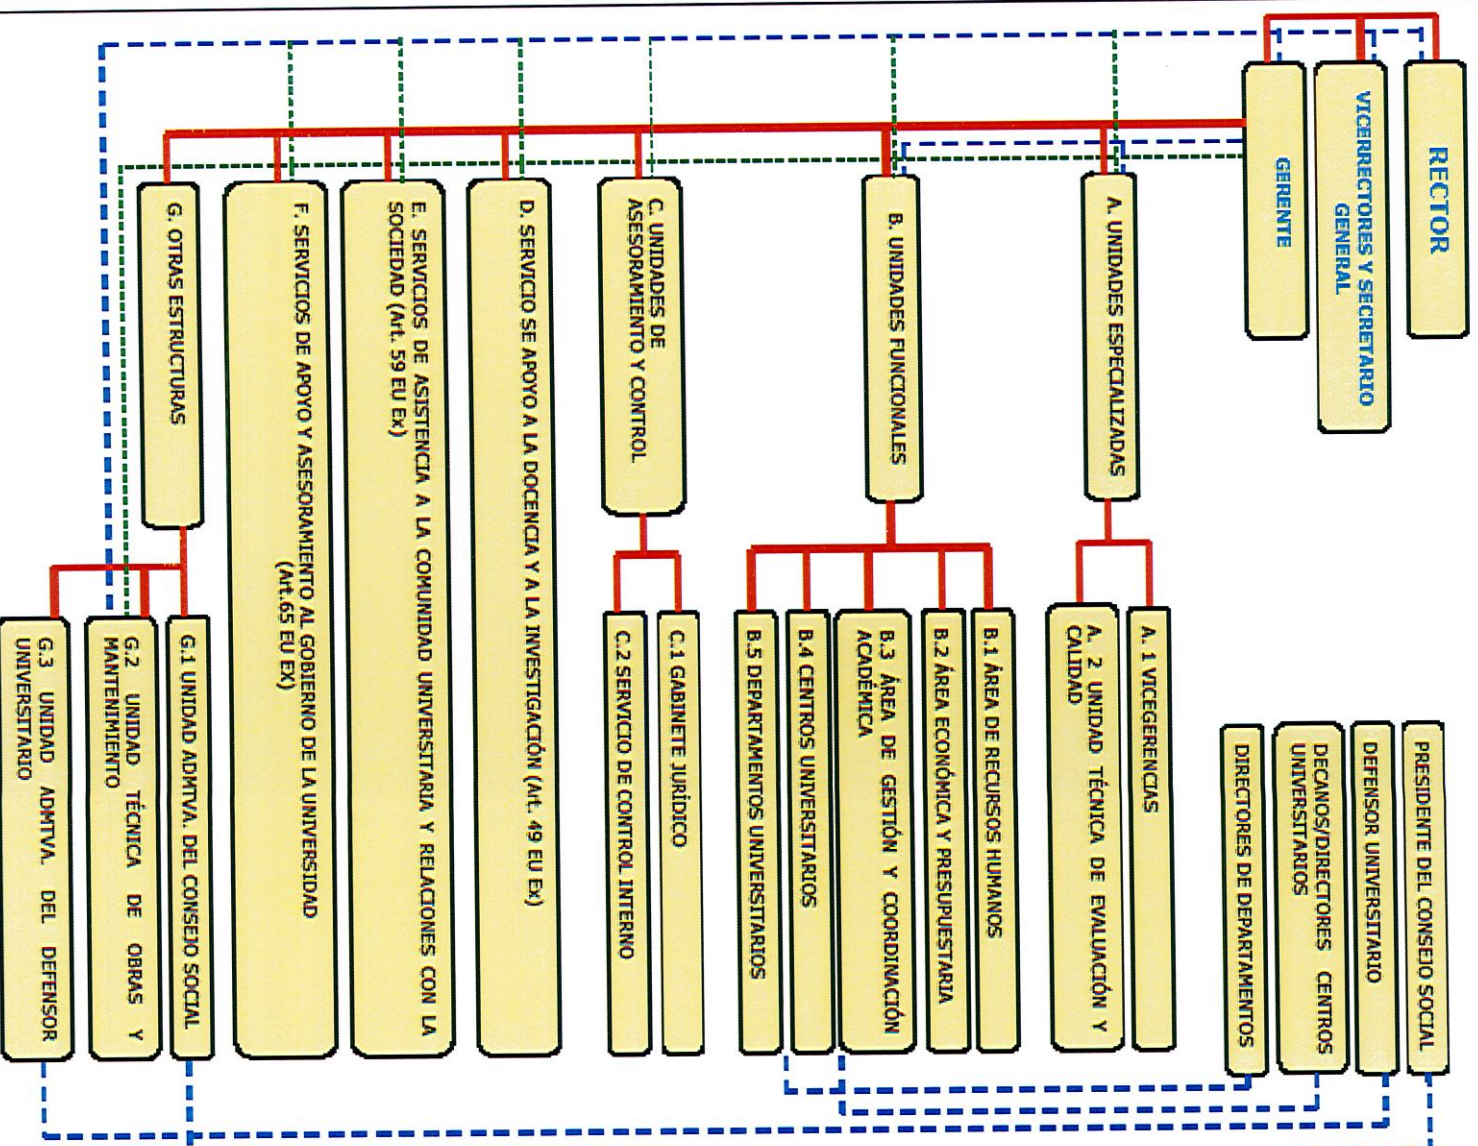 RECTOR
VICERRECTORES Y SECRETARIO
GENERAL
GERENTE
PRESIDENTE DEL CONSEJO SOCIAL
DEFENSOR UNIVERSITARIO
DECANOS/DIRECTORES CENTROS
UNIVERSITARIOS
DIRECTORES DE DEPARTAMENTOS
A. UNIDADES ESPECIALIZADAS
A. 1 VICEGERENCIAS
A. 2 UNIDAD TÉCNICA DE EVALUACIÓN Y
CALIDAD
B. UNIDADES FUNCIONALES
B.1 ÁREA DE RECURSOS HUMANOS
B.2 ÁREA ECONÓMICA Y PRESUPUESTARIA
B.3 ÁREA DE GESTIÓN Y COORDINACIÓN
ACADÉMICA
B.4 CENTROS UNIVERSITARIOS
B.5 DEPARTAMENTOS UNIVERSITARIOS
C. UNIDADES DE
ASESORAMIENTO Y CONTROL
C.1 GABINETE JURÍDICO
C.2 SERVICIO DE CONTROL INTERNO
D. SERVICIO SE APOYO A LA DOCENCIA Y A LA INVESTIGACIÓN (Art. 49 EU Ex)
E. SERVICIOS DE ASISTENCIA A LA COMUNIDAD UNIVERSITARIA Y RELACIONES CON LA
SOCIEDAD (Art. 59 EU Ex)
F. SERVICIOS DE APOYO Y ASESORAMIENTO AL GOBIERNO DE LA UNIVERSIDAD
(Art.65 EU EX)
G. OTRAS ESTRUCTURAS
G.1 UNIDAD ADMTVA. DEL CONSEJO SOCIAL
G.2 UNIDAD TÉCNICA DE OBRAS Y
MANTENIMIENTO
G.3 UNIDAD ADMTVA. DEL DEFENSOR
UNIVERSITARIO